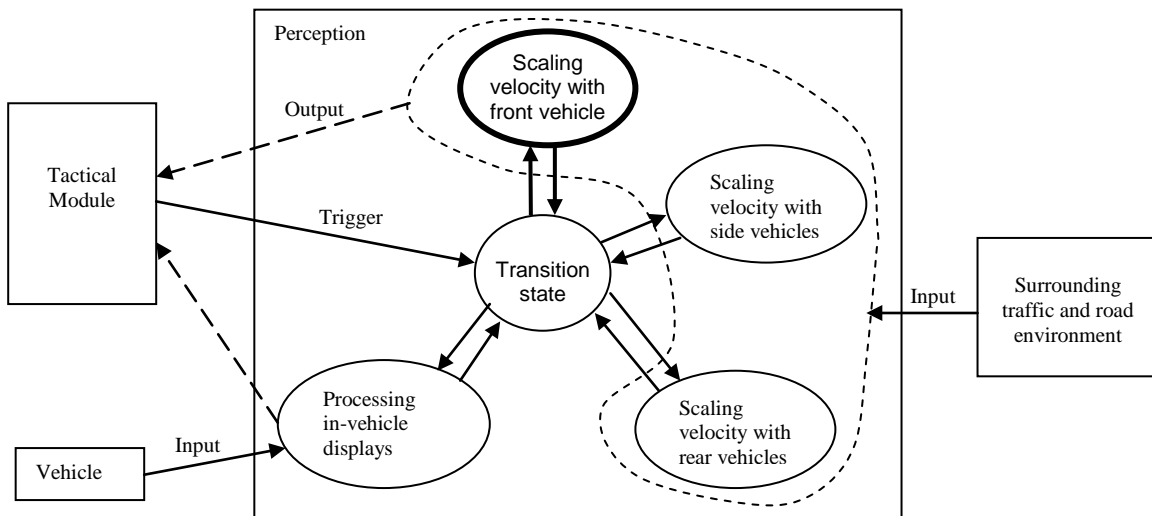 Perception
Scaling
velocity with
front vehicle
Output
Tactical
Module
Scaling
velocity with
side vehicles
Trigger
Transition
state
Input
Surrounding
traffic and road
environment
Processing
in-vehicle
displays
Scaling
velocity with
rear vehicles
Input
Vehicle